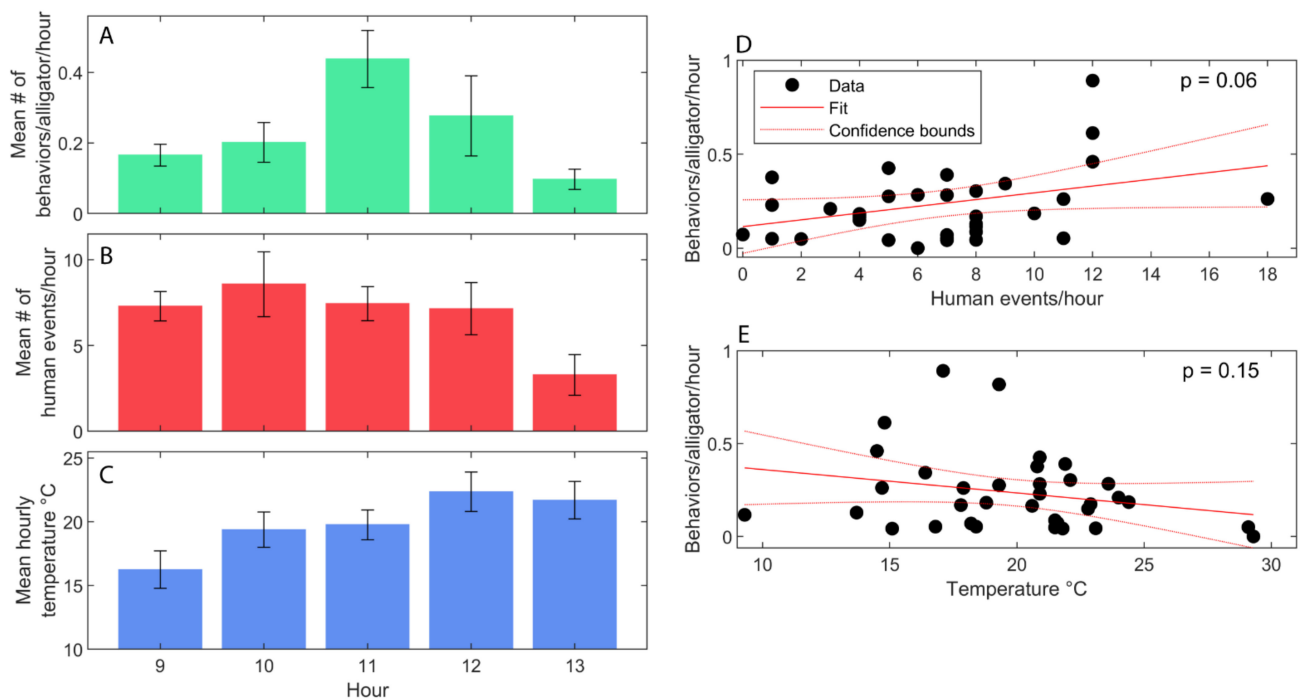 A
Mean # of
behaviors/alligator/hour
0.4
0.2
0
B
Mean # of
human events/hour
10
5
0
C
Mean hourly
temperature °C
25
20
15
10
9 10 11 12 13
Hour
D
Behaviors/alligator/hour
1
0.5
0
Data
Fit
Confidence bounds
p = 0.06
0 2 4 6 8 10 12 14 16 18
Human events/hour
E
Behaviors/alligator/hour
1
0.5
0
p = 0.15
10 15 20 25 30
Temperature °C